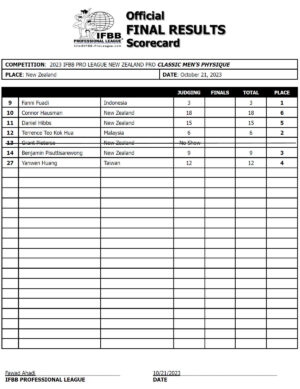 Official
FINAL RESULTS
Scorecard
IFBB
PROFESSIONAL LEAGUE
COMPETITION: 2023 IFBB PRO LEAGUE NEW ZEALAND PRO CLASSIC MEN'S PHYSIQUE
PLACE: New Zealand DATE: October 21, 2023
JUDGING FINALS TOTAL PLACE
9 Fanni Fuadi Indonesia 3 3 1
10 Connor Hausman New Zealand 18 18 6
11 Daniel Hibbs New Zealand 15 15 5
12 Terrence Teo Kok Hua Malaysia 6 6 2
13 Grant Pieterse New Zealand No Show
14 Benjamin Pisuttisarewong New Zealand 9 9 3
27 Yanwen Huang Taiwan 12 12 4
Fawad Ahadi 10/21/2023
IFBB PROFESSIONAL LEAGUE DATE